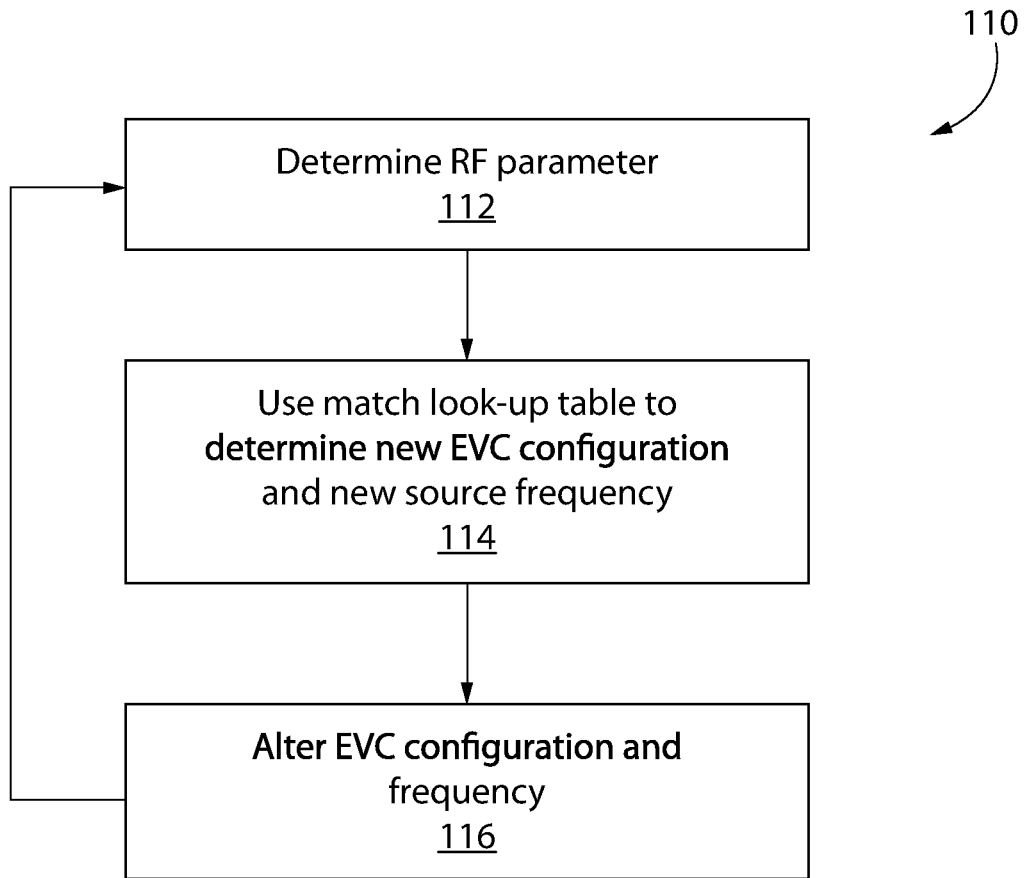 110
Determine RF parameter
112
Use match look-up table to
determine new EVC configuration
and new source frequency
114
Alter EVC configuration and
frequency
116